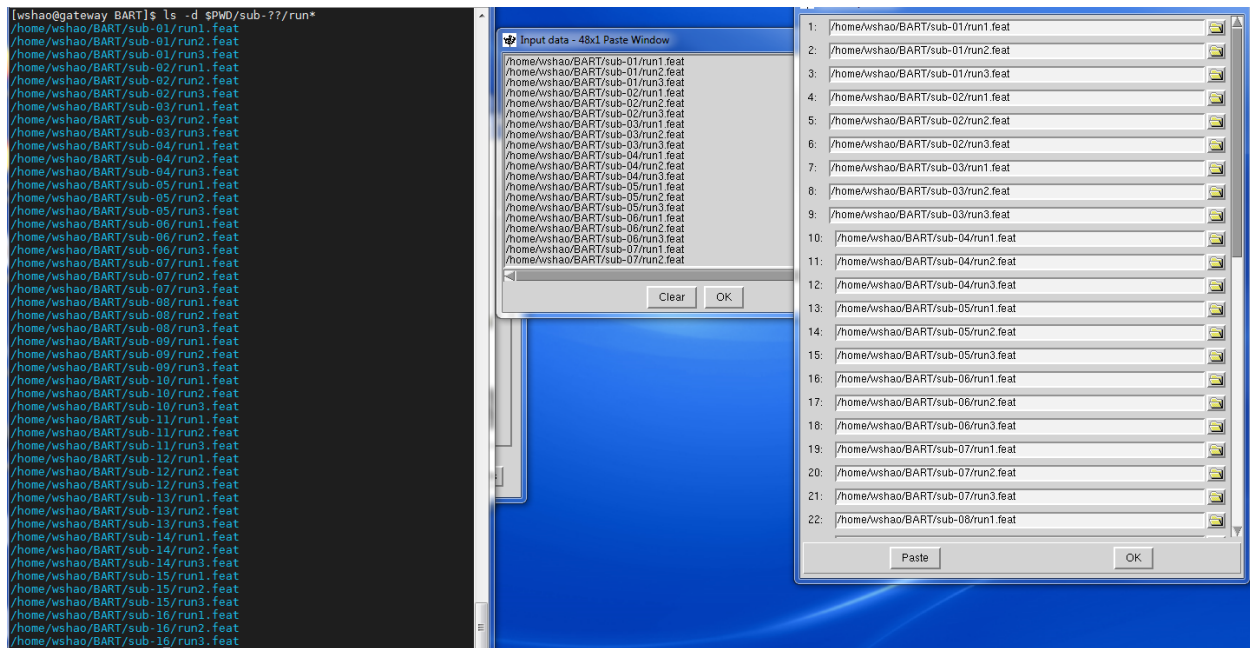 [wshao@gateway BART]$ ls -d $PWD/sub-??/run*
/home/wshao/BART/sub-01/run1.feat
/home/wshao/BART/sub-01/run2.feat
/home/wshao/BART/sub-01/run3.feat
/home/wshao/BART/sub-02/run1.feat
/home/wshao/BART/sub-02/run2.feat
/home/wshao/BART/sub-02/run3.feat
/home/wshao/BART/sub-03/run1.feat
/home/wshao/BART/sub-03/run2.feat
/home/wshao/BART/sub-03/run3.feat
/home/wshao/BART/sub-04/run1.feat
/home/wshao/BART/sub-04/run2.feat
/home/wshao/BART/sub-04/run3.feat
/home/wshao/BART/sub-05/run1.feat
/home/wshao/BART/sub-05/run2.feat
/home/wshao/BART/sub-05/run3.feat
/home/wshao/BART/sub-06/run1.feat
/home/wshao/BART/sub-06/run2.feat
/home/wshao/BART/sub-06/run3.feat
/home/wshao/BART/sub-07/run1.feat
/home/wshao/BART/sub-07/run2.feat
/home/wshao/BART/sub-07/run3.feat
/home/wshao/BART/sub-08/run1.feat
/home/wshao/BART/sub-08/run2.feat
/home/wshao/BART/sub-08/run3.feat
/home/wshao/BART/sub-09/run1.feat
/home/wshao/BART/sub-09/run2.feat
/home/wshao/BART/sub-09/run3.feat
/home/wshao/BART/sub-10/run1.feat
/home/wshao/BART/sub-10/run2.feat
/home/wshao/BART/sub-10/run3.feat
/home/wshao/BART/sub-11/run1.feat
/home/wshao/BART/sub-11/run2.feat
/home/wshao/BART/sub-11/run3.feat
/home/wshao/BART/sub-12/run1.feat
/home/wshao/BART/sub-12/run2.feat
/home/wshao/BART/sub-12/run3.feat
/home/wshao/BART/sub-13/run1.feat
/home/wshao/BART/sub-13/run2.feat
/home/wshao/BART/sub-13/run3.feat
/home/wshao/BART/sub-14/run1.feat
/home/wshao/BART/sub-14/run2.feat
/home/wshao/BART/sub-14/run3.feat
/home/wshao/BART/sub-15/run1.feat
/home/wshao/BART/sub-15/run2.feat
/home/wshao/BART/sub-15/run3.feat
/home/wshao/BART/sub-16/run1.feat
/home/wshao/BART/sub-16/run2.feat
/home/wshao/BART/sub-16/run3.feat
Input data - 48x1 Paste Window
/home/wshao/BART/sub-01/run1.feat
/home/wshao/BART/sub-01/run2.feat
/home/wshao/BART/sub-01/run3.feat
/home/wshao/BART/sub-02/run1.feat
/home/wshao/BART/sub-02/run2.feat
/home/wshao/BART/sub-02/run3.feat
/home/wshao/BART/sub-03/run1.feat
/home/wshao/BART/sub-03/run2.feat
/home/wshao/BART/sub-03/run3.feat
/home/wshao/BART/sub-04/run1.feat
/home/wshao/BART/sub-04/run2.feat
/home/wshao/BART/sub-04/run3.feat
/home/wshao/BART/sub-05/run1.feat
/home/wshao/BART/sub-05/run2.feat
/home/wshao/BART/sub-05/run3.feat
/home/wshao/BART/sub-06/run1.feat
/home/wshao/BART/sub-06/run2.feat
/home/wshao/BART/sub-06/run3.feat
/home/wshao/BART/sub-07/run1.feat
/home/wshao/BART/sub-07/run2.feat
Clear OK
1: /home/wshao/BART/sub-01/run1.feat
2: /home/wshao/BART/sub-01/run2.feat
3: /home/wshao/BART/sub-01/run3.feat
4: /home/wshao/BART/sub-02/run1.feat
5: /home/wshao/BART/sub-02/run2.feat
6: /home/wshao/BART/sub-02/run3.feat
7: /home/wshao/BART/sub-03/run1.feat
8: /home/wshao/BART/sub-03/run2.feat
9: /home/wshao/BART/sub-03/run3.feat
10: /home/wshao/BART/sub-04/run1.feat
11: /home/wshao/BART/sub-04/run2.feat
12: /home/wshao/BART/sub-04/run3.feat
13: /home/wshao/BART/sub-05/run1.feat
14: /home/wshao/BART/sub-05/run2.feat
15: /home/wshao/BART/sub-05/run3.feat
16: /home/wshao/BART/sub-06/run1.feat
17: /home/wshao/BART/sub-06/run2.feat
18: /home/wshao/BART/sub-06/run3.feat
19: /home/wshao/BART/sub-07/run1.feat
20: /home/wshao/BART/sub-07/run2.feat
21: /home/wshao/BART/sub-07/run3.feat
22: /home/wshao/BART/sub-08/run1.feat
Paste OK